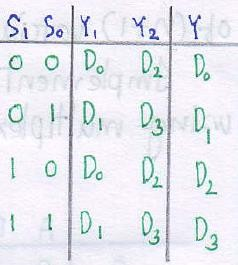 S₁ S₀ Y₁ Y₂ Y
0 0 D₀ D₂ D₀
0 1 D₁ D₃ D₁
1 0 D₀ D₂ D₂
1 1 D₁ D₃ D₃